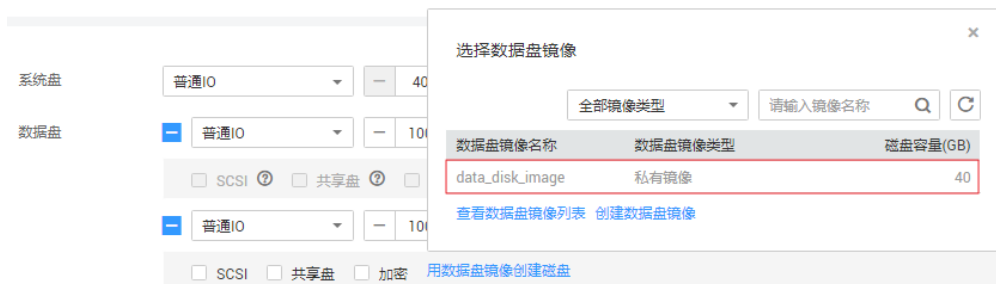 选择数据盘镜像
×
系统盘 普通IO − 40
全部镜像类型 请输入镜像名称
数据盘 普通IO − 100
数据盘镜像名称 数据盘镜像类型 磁盘容量(GB)
SCSI ? 共享盘 ?
data_disk_image 私有镜像 40
查看数据盘镜像列表 创建数据盘镜像
普通IO − 100
SCSI 共享盘 加密 用数据盘镜像创建磁盘